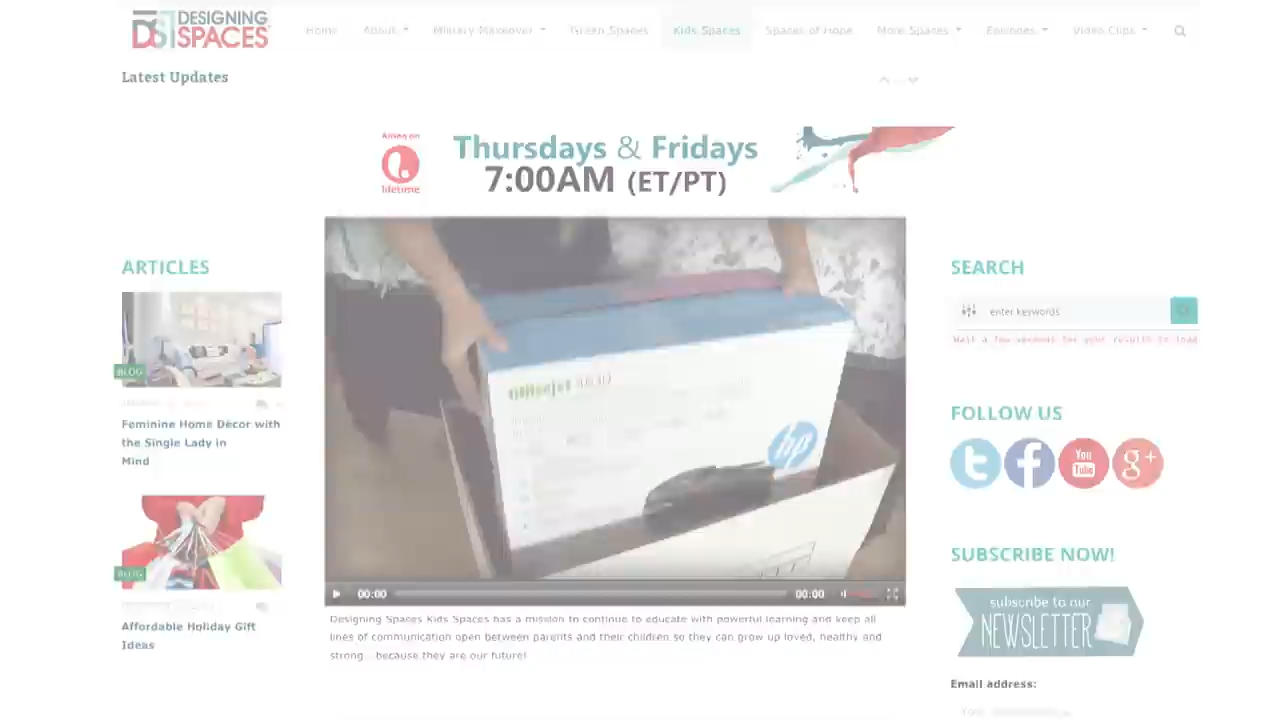 DESIGNING
SPACES
Home About Military Makeover Green Spaces Kids Spaces Spaces of Hope More Spaces Episodes Video Clips
Latest Updates
Airing on
lifetime
Thursdays & Fridays
7:00AM (ET/PT)
ARTICLES
BLOG
Feminine Home Décor with
the Single Lady in
Mind
BLOG
Affordable Holiday Gift
Ideas
Officejet
hp
00:00 00:00
Designing Spaces Kids Spaces has a mission to continue to educate with powerful learning and keep all
lines of communication open between parents and their children so they can grow up loved, healthy and
strong...because they are our future!
SEARCH
enter keywords
Wait a few seconds for your results to load
FOLLOW US
You
Tube
g+
SUBSCRIBE NOW!
subscribe to our
NEWSLETTER
Email address: